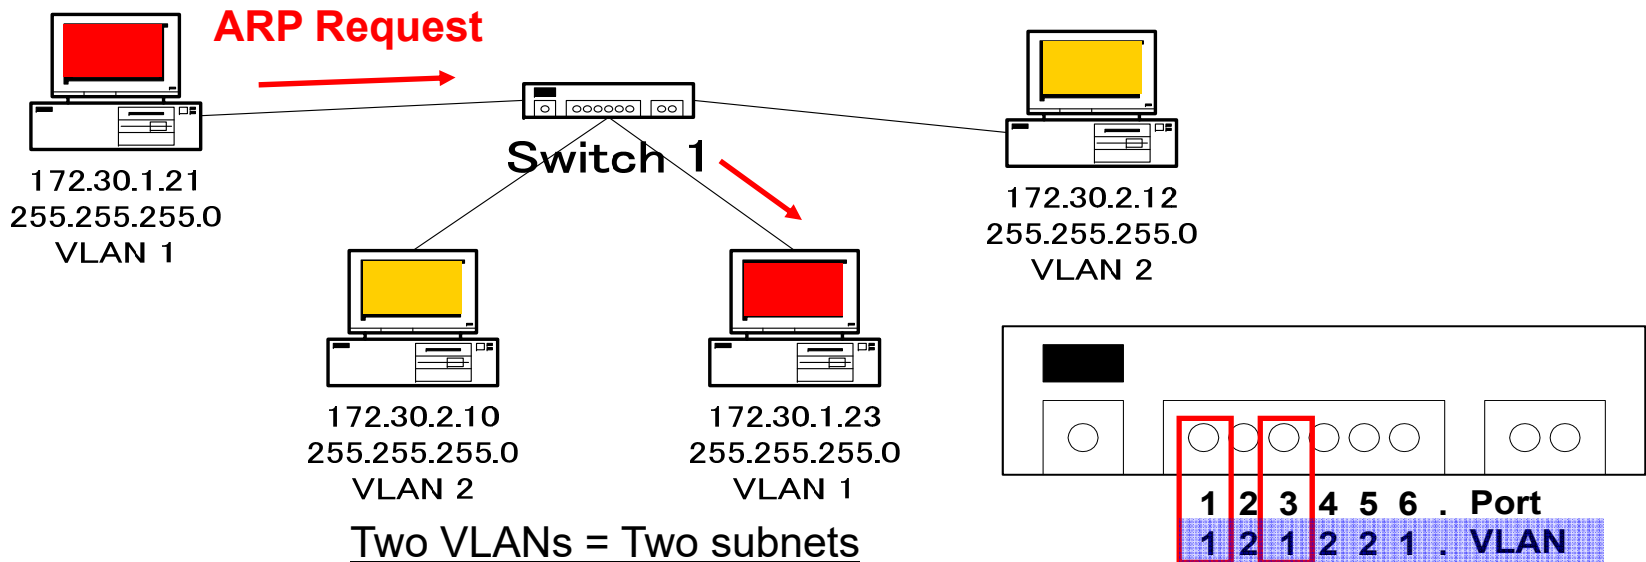 ARP Request
Switch 1
172.30.1.21
255.255.255.0
VLAN 1
172.30.2.12
255.255.255.0
VLAN 2
172.30.2.10
255.255.255.0
VLAN 2
172.30.1.23
255.255.255.0
VLAN 1
Two VLANs = Two subnets
1 2 3 4 5 6 . Port
1 2 1 2 2 1 . VLAN